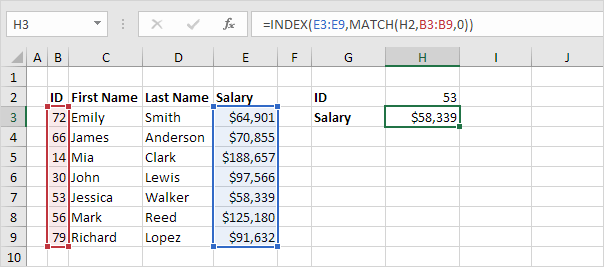 H3 fx =INDEX(E3:E9,MATCH(H2,B3:B9,0))
A B C D E F G H I J
1
2 ID First Name Last Name Salary ID 53
3 72 Emily Smith $64,901 Salary $58,339
4 66 James Anderson $70,855
5 14 Mia Clark $188,657
6 30 John Lewis $97,566
7 53 Jessica Walker $58,339
8 56 Mark Reed $125,180
9 79 Richard Lopez $91,632
10